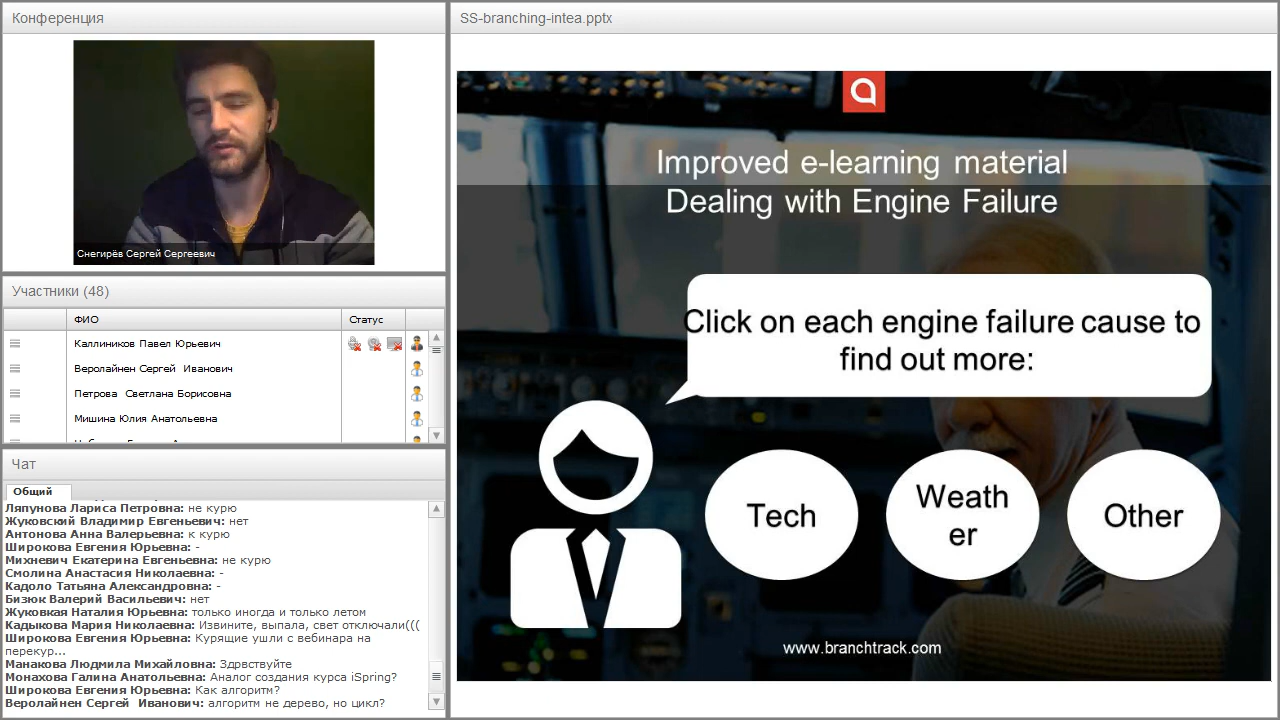 Конференция
Снегирёв Сергей Сергеевич
Участники (48)
ФИО
Статус
Каллиников Павел Юрьевич
Веролайнен Сергей Иванович
Петрова Светлана Борисовна
Мишина Юлия Анатольевна
Чат
Общий
Ляпунова Лариса Петровна: не курю
Жуковский Владимир Евгеньевич: нет
Антонова Анна Валерьевна: к курю
Широкова Евгения Юрьевна: -
Михневич Екатерина Евгеньевна: не курю
Смолина Анастасия Николаевна: -
Кадоло Татьяна Александровна: -
Бизюк Валерий Васильевич: нет
Жуковкая Наталия Юрьевна: только иногда и только летом
Кадыкова Мария Николаевна: Извините, выпала, свет отключали(((
Широкова Евгения Юрьевна: Курящие ушли с вебинара на
перекур...
Манакова Людмила Михайловна: Здрвствуйте
Монахова Галина Анатольевна: Аналог создания курса iSpring?
Широкова Евгения Юрьевна: Как алгоритм?
Веролайнен Сергей Иванович: алгоритм не дерево, но цикл?
SS-branching-intea.pptx
Improved e-learning material
Dealing with Engine Failure
Click on each engine failure cause to
find out more:
Tech
Weath
er
Other
www.branchtrack.com